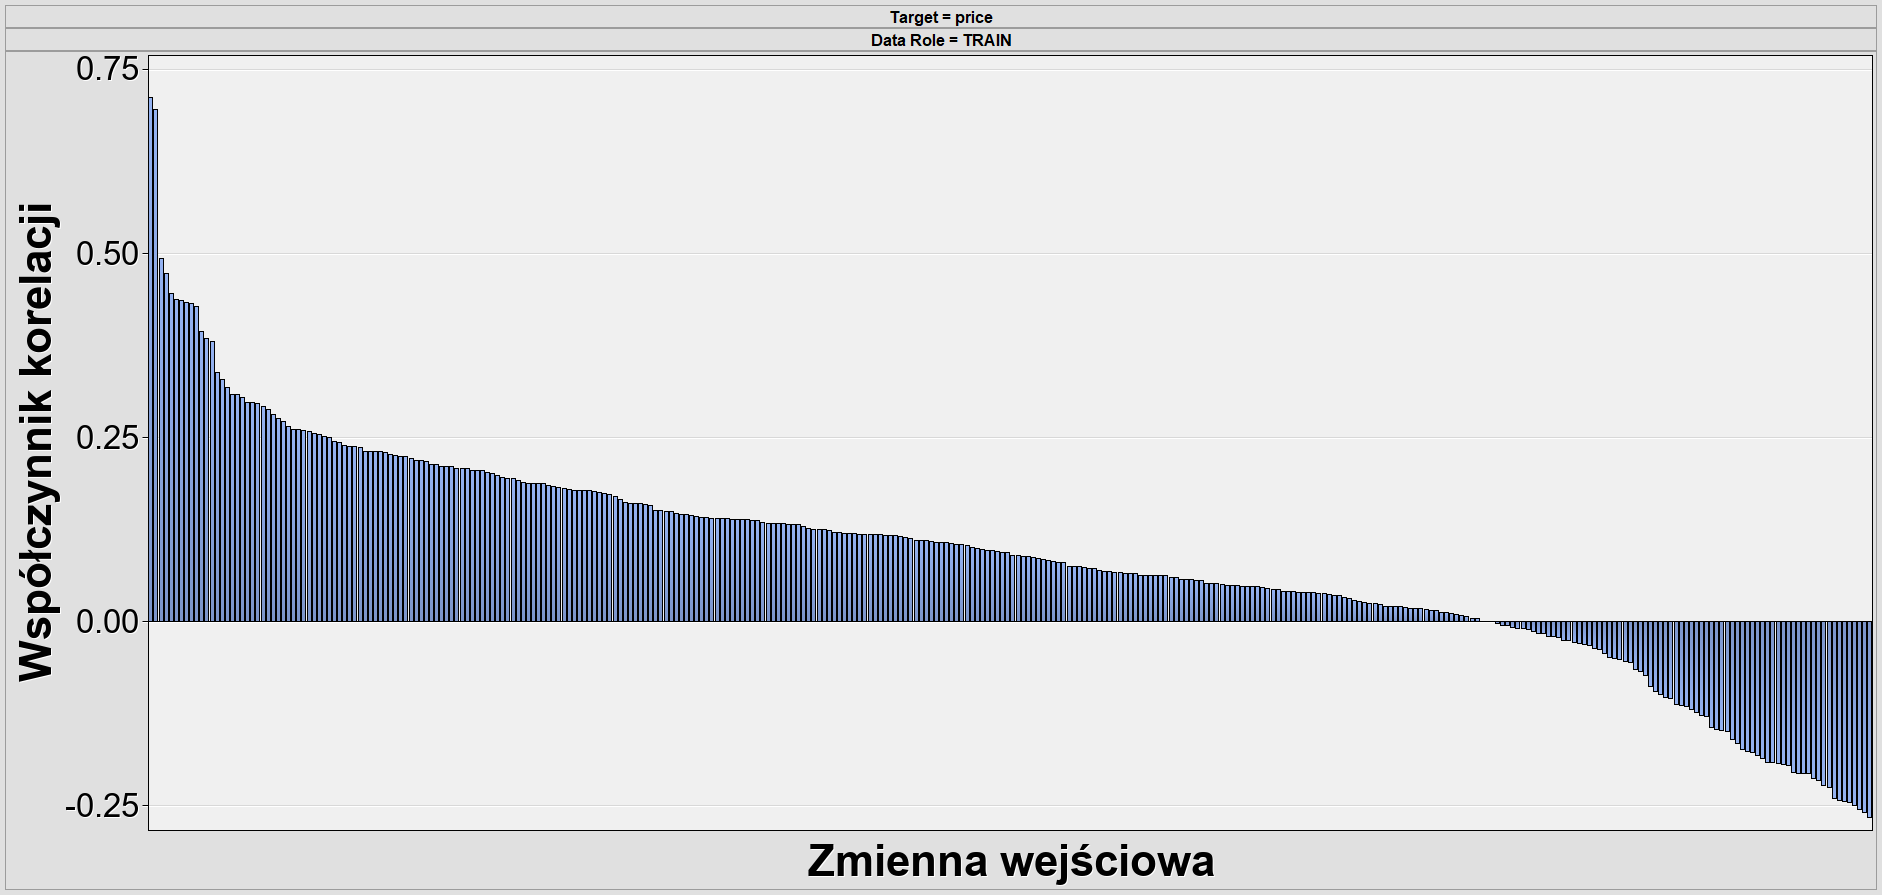 Target = price
Data Role = TRAIN
Współczynnik korelacji
0.75
0.50
0.25
0.00
-0.25
Zmienna wejściowa